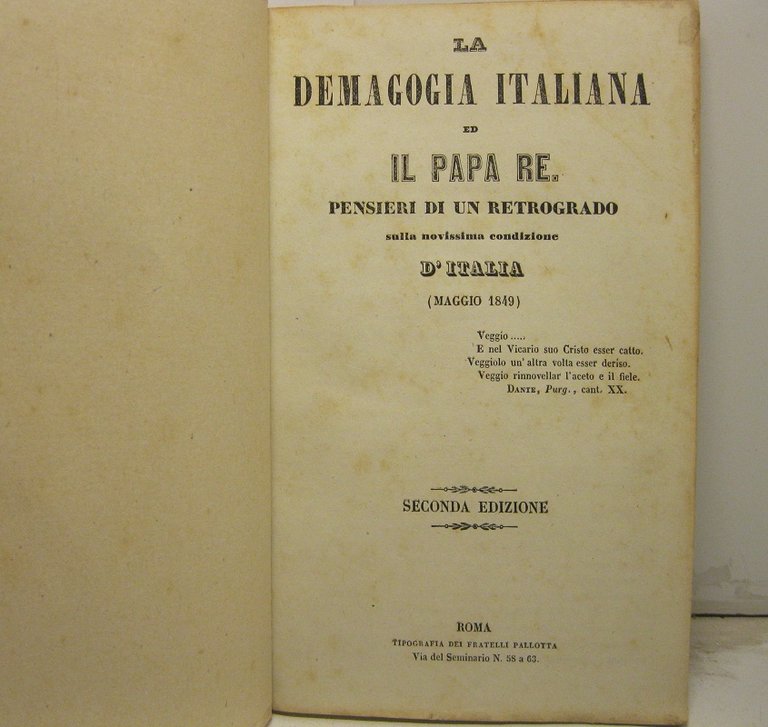 LA
DEMAGOGIA ITALIANA
ED
IL PAPA RE.
PENSIERI DI UN RETROGRADO
sulla novissima condizione
D'ITALIA
(MAGGIO 1849)
Veggio.....
E nel Vicario suo Cristo esser catto.
Veggiolo un' altra volta esser deriso.
Veggio rinnovellar l'aceto e il fiele.
DANTE, Purg., cant. XX.
SECONDA EDIZIONE
ROMA
TIPOGRAFIA DEI FRATELLI PALLOTTA
Via del Seminario N. 58 a 63.